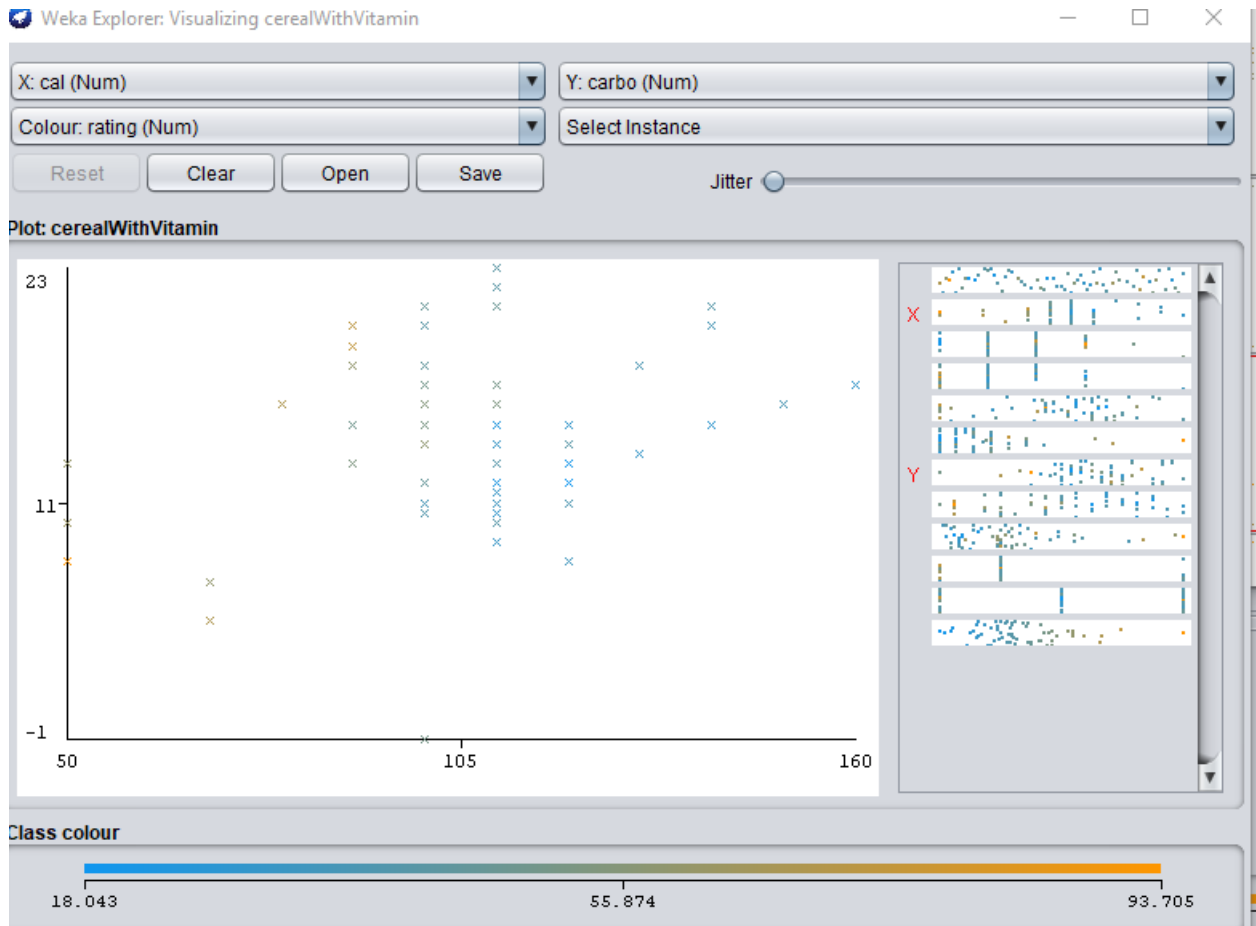 Weka Explorer: Visualizing cerealWithVitamin
X: cal (Num)
Y: carbo (Num)
Colour: rating (Num)
Select Instance
Reset
Clear
Open
Save
Jitter
Plot: cerealWithVitamin
23
11
-1
50
105
160
X
Y
Class colour
18.043
55.874
93.705